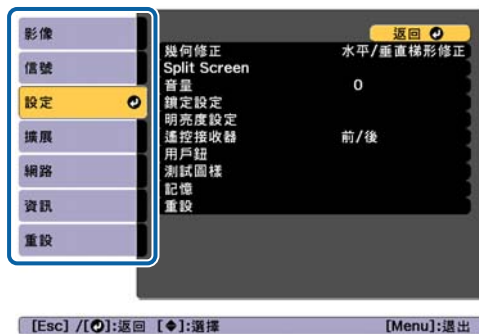 影像
信號
設定
擴展
網路
資訊
重設
返回
幾何修正 水平/垂直梯形修正
Split Screen
音量 0
鎖定設定
明亮度設定
遙控接收器 前/後
用戶鈕
測試圖樣
記憶
重設
[Esc] /[⏎]:返回 [◆]:選擇 [Menu]:退出